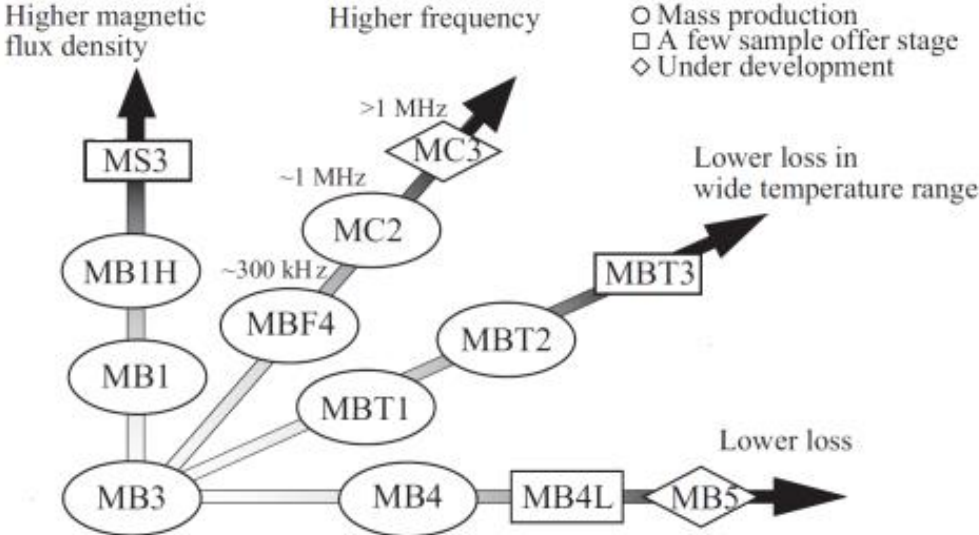 Higher magnetic
flux density
Higher frequency
○ Mass production
□ A few sample offer stage
◇ Under development
>1 MHz
MC3
MS3
~1 MHz
Lower loss in
wide temperature range
MC2
MB1H
~300 kHz
MBT3
MBF4
MBT2
MB1
MBT1
Lower loss
MB3
MB4
MB4L
MB5